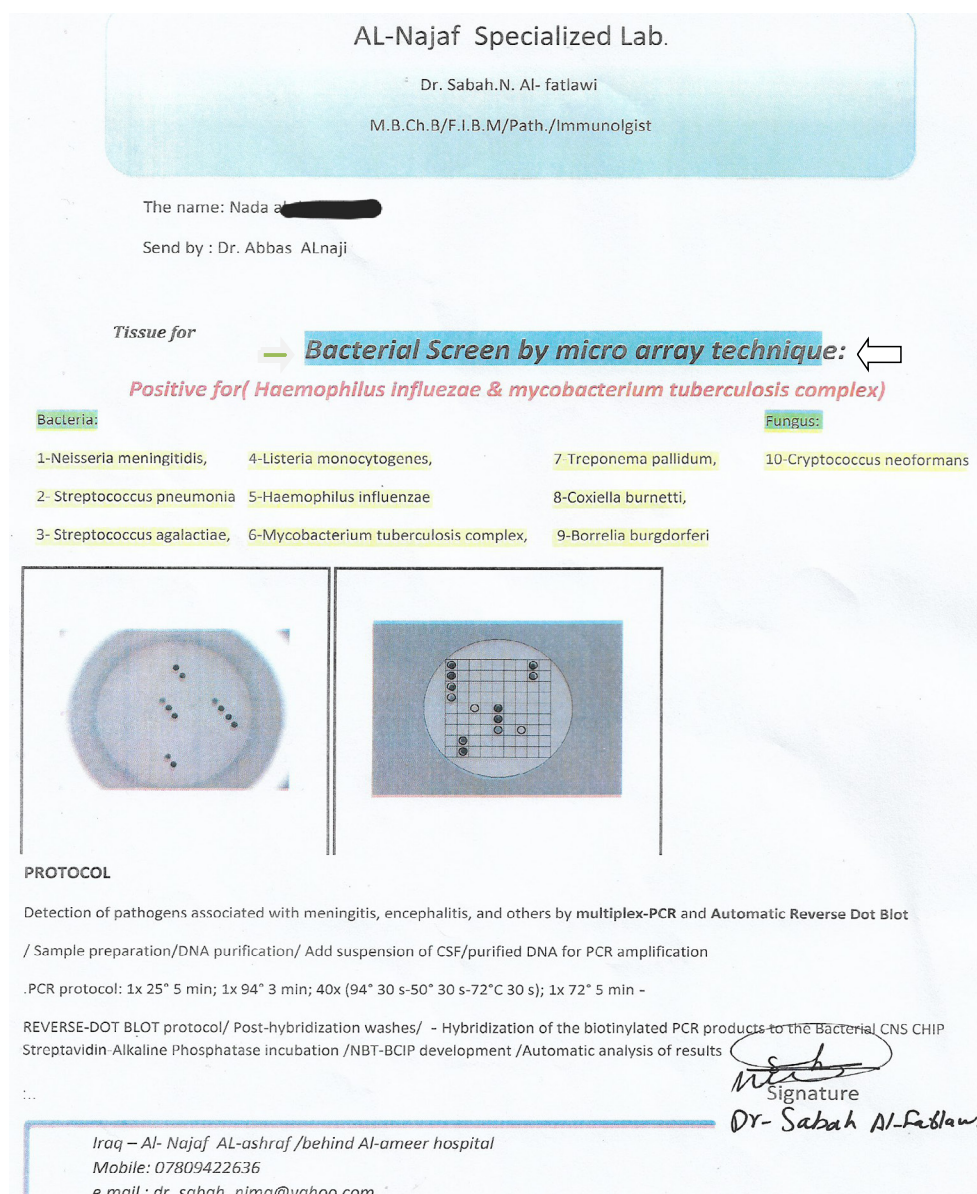 AL-Najaf Specialized Lab.
Dr. Sabah.N. Al- fatlawi
M.B.Ch.B/F.I.B.M/Path./Immunolgist
The name: Nada a
Send by : Dr. Abbas ALnaji
Tissue for
Bacterial Screen by micro array technique:
Positive for( Haemophilus influezae & mycobacterium tuberculosis complex)
Bacteria: Fungus:
1-Neisseria meningitidis, 4-Listeria monocytogenes, 7-Treponema pallidum, 10-Cryptococcus neoformans
2- Streptococcus pneumonia 5-Haemophilus influenzae 8-Coxiella burnetti,
3- Streptococcus agalactiae, 6-Mycobacterium tuberculosis complex, 9-Borrelia burgdorferi
PROTOCOL
Detection of pathogens associated with meningitis, encephalitis, and others by multiplex-PCR and Automatic Reverse Dot Blot
/ Sample preparation/DNA purification/ Add suspension of CSF/purified DNA for PCR amplification
.PCR protocol: 1x 25° 5 min; 1x 94° 3 min; 40x (94° 30 s-50° 30 s-72°C 30 s); 1x 72° 5 min -
REVERSE-DOT BLOT protocol/ Post-hybridization washes/ - Hybridization of the biotinylated PCR products to the Bacterial CNS CHIP
Streptavidin-Alkaline Phosphatase incubation /NBT-BCIP development /Automatic analysis of results
:..
Signature
Dr- Sabah Al-Fatlaw
Iraq – Al- Najaf AL-ashraf /behind Al-ameer hospital
Mobile: 07809422636
e.mail : dr_sabah_nima@yahoo.com